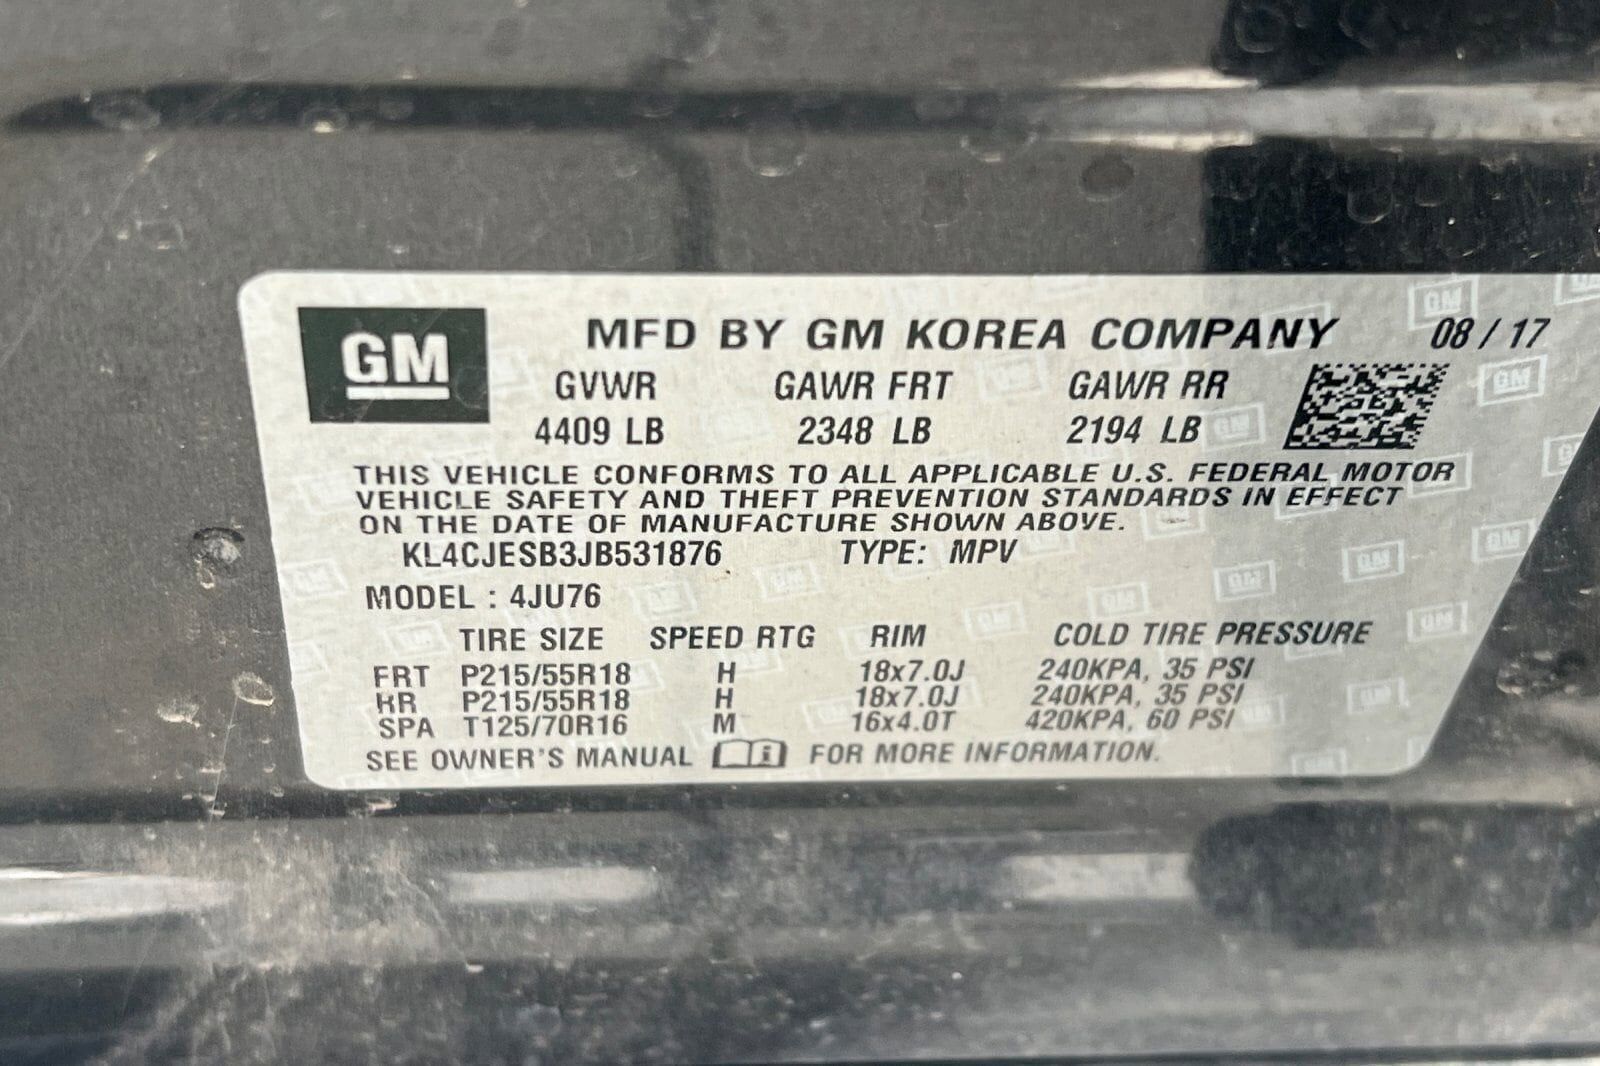 GM
MFD BY GM KOREA COMPANY 08 / 17
GVWR GAWR FRT GAWR RR
4409 LB 2348 LB 2194 LB
THIS VEHICLE CONFORMS TO ALL APPLICABLE U.S. FEDERAL MOTOR
VEHICLE SAFETY AND THEFT PREVENTION STANDARDS IN EFFECT
ON THE DATE OF MANUFACTURE SHOWN ABOVE.
KL4CJESB3JB531876 TYPE: MPV
MODEL : 4JU76
TIRE SIZE SPEED RTG RIM COLD TIRE PRESSURE
FRT P215/55R18 H 18x7.0J 240KPA, 35 PSI
RR P215/55R18 H 18x7.0J 240KPA, 35 PSI
SPA T125/70R16 M 16x4.0T 420KPA, 60 PSI
SEE OWNER'S MANUAL FOR MORE INFORMATION.